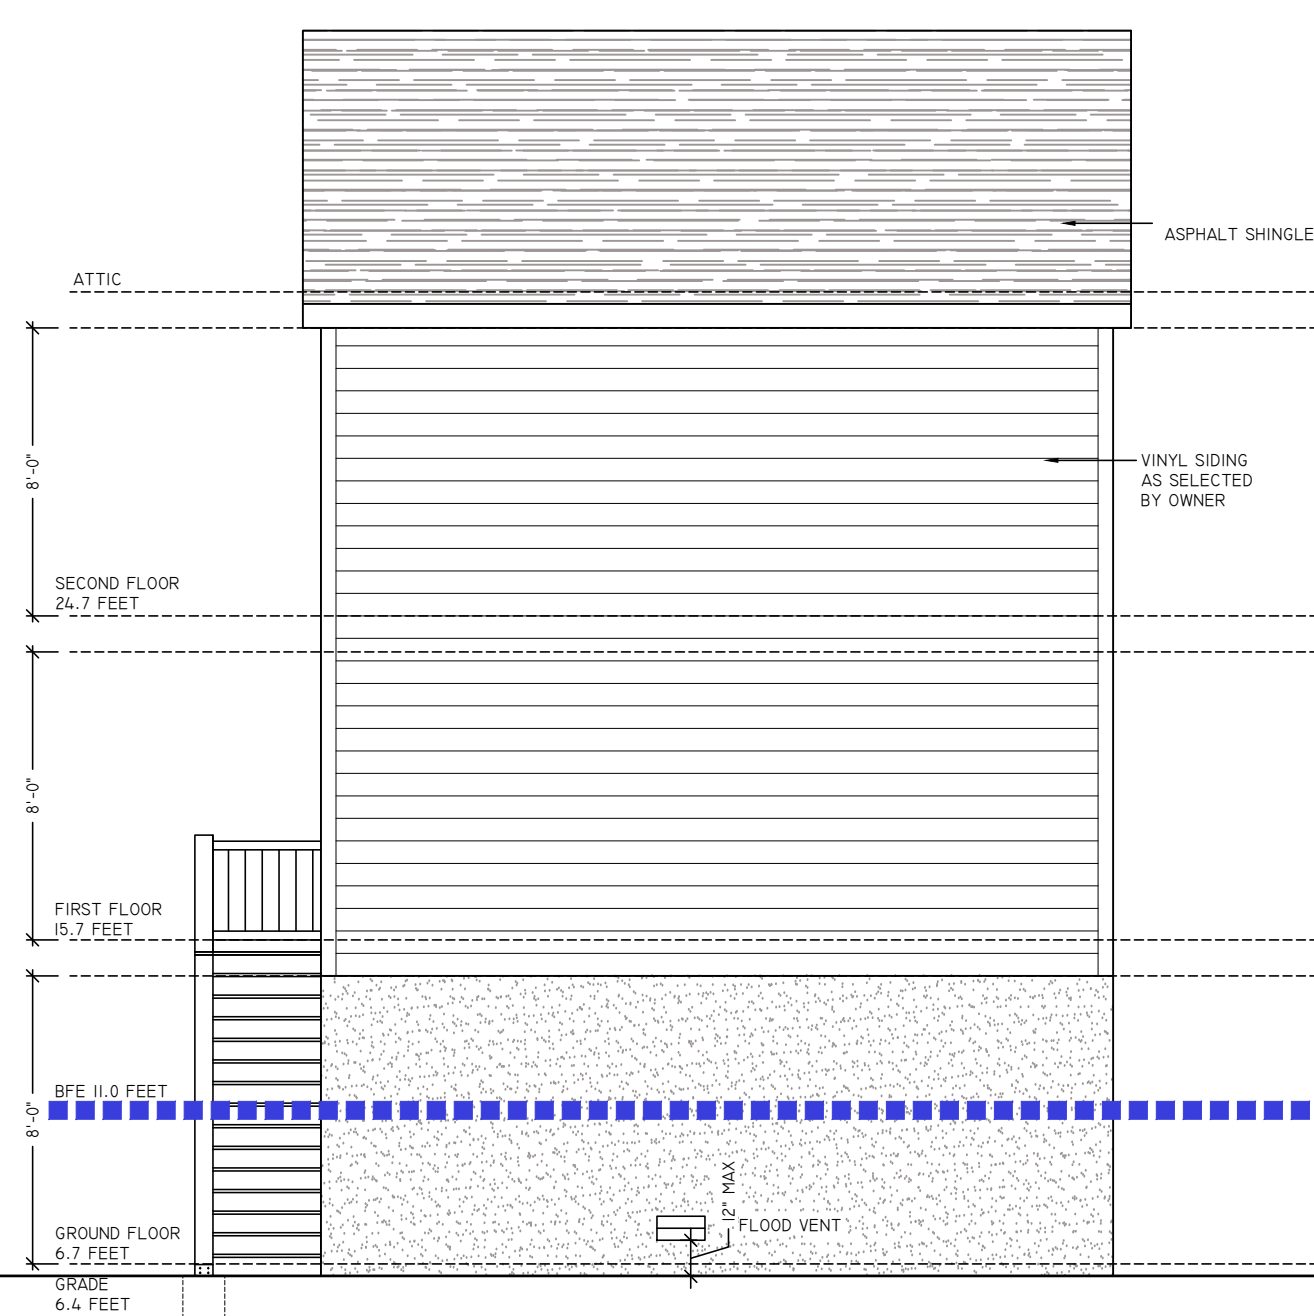 ASPHALT SHINGLE
ATTIC
8'-0"
VINYL SIDING
AS SELECTED
BY OWNER
SECOND FLOOR
24.7 FEET
8'-0"
FIRST FLOOR
15.7 FEET
BFE 11.0 FEET
8'-0"
12" MAX
FLOOD VENT
GROUND FLOOR
6.7 FEET
GRADE
6.4 FEET